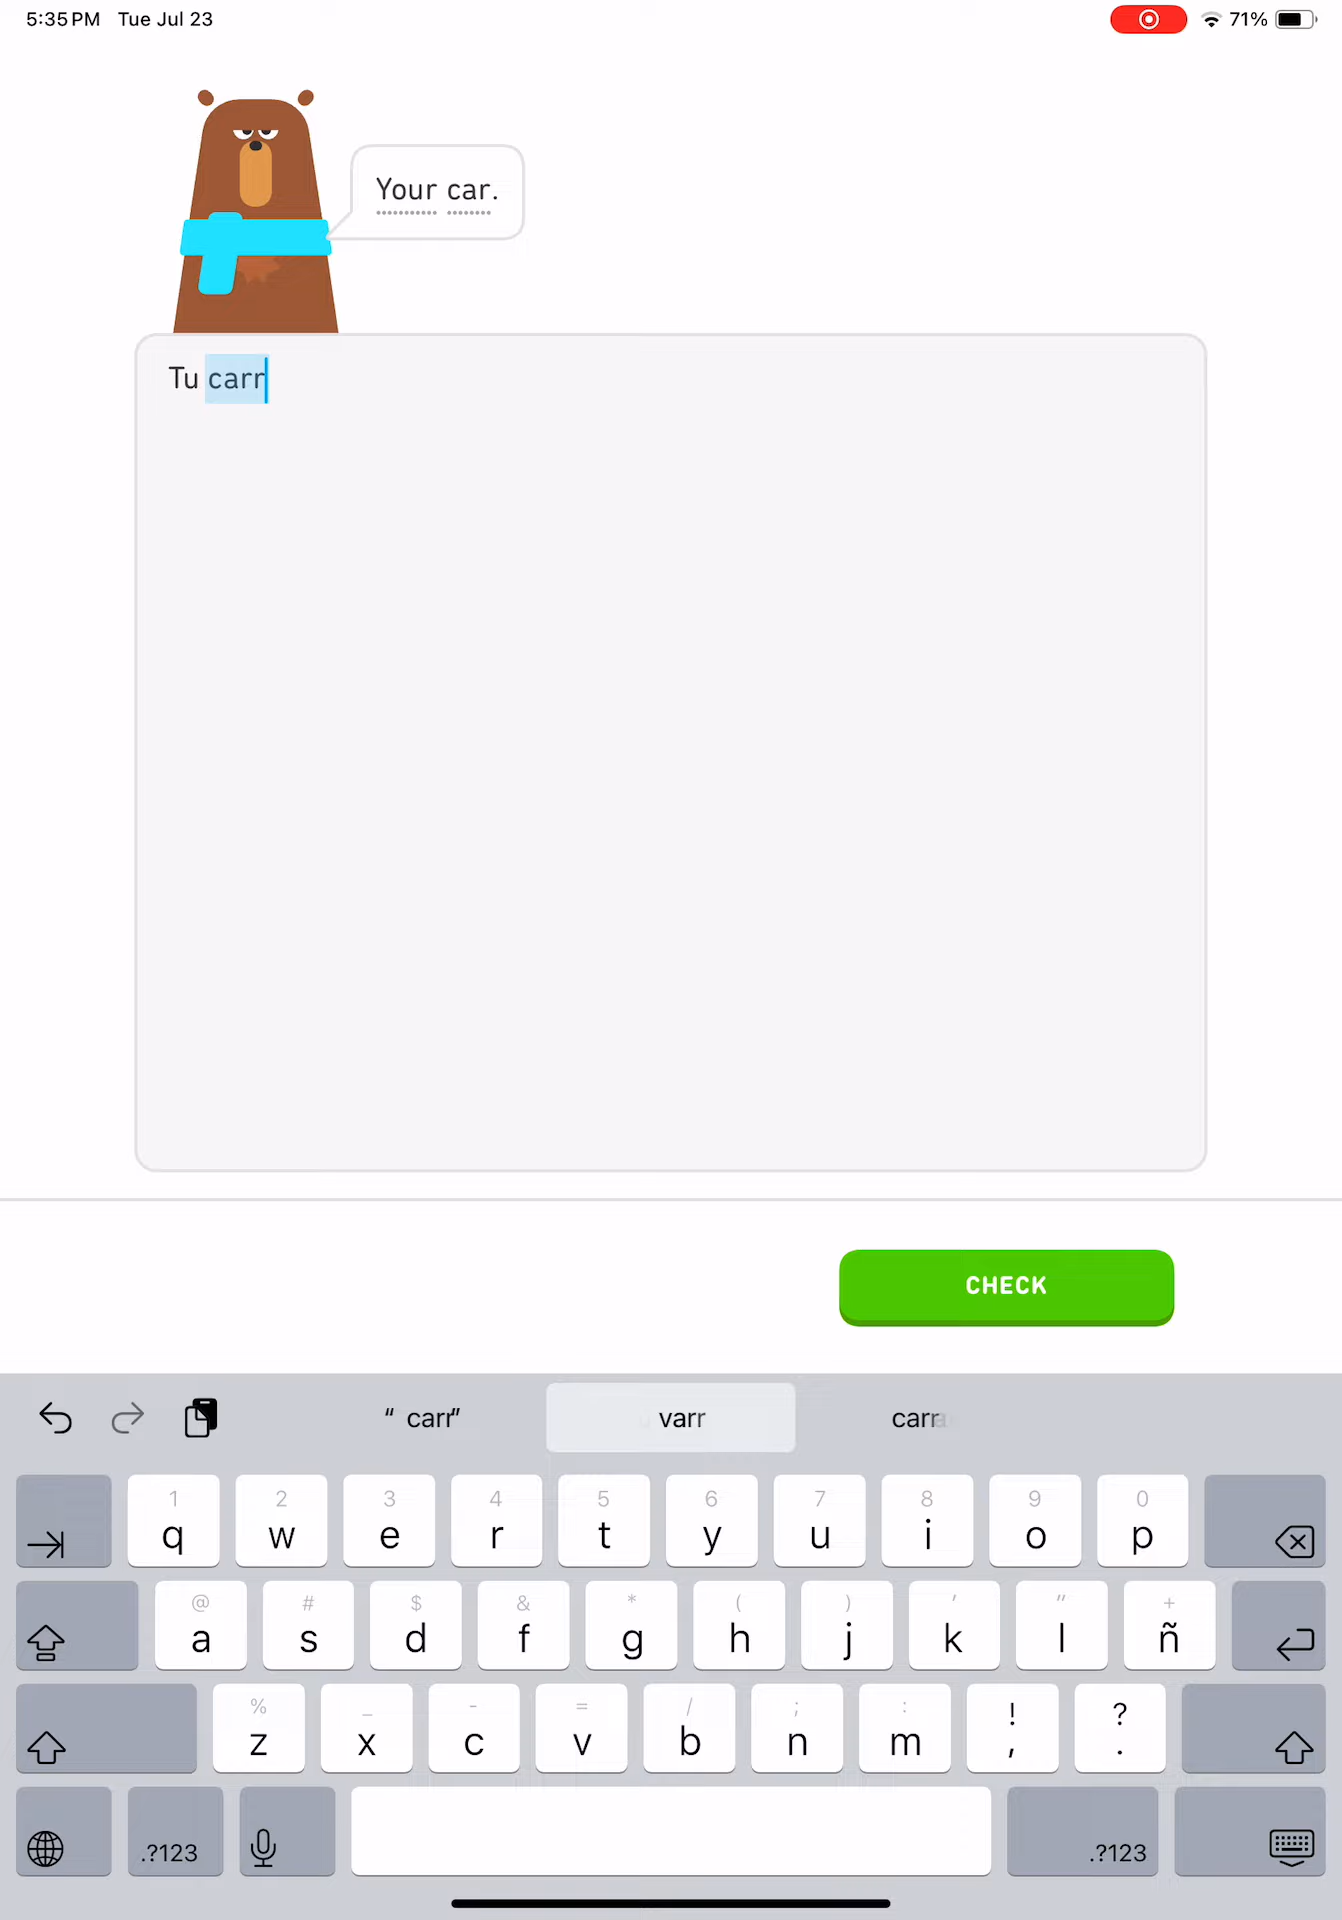 5:35 PM Tue Jul 23 71%
Your car.
Tu carr
CHECK
“carr” varr carra
1 2 3 4 5 6 7 8 9 0
q w e r t y u i o p
@ # $ & * ( ) ' " +
a s d f g h j k l ñ
% _ - = / ; : ! ?
z x c v b n m , .
.?123 .?123